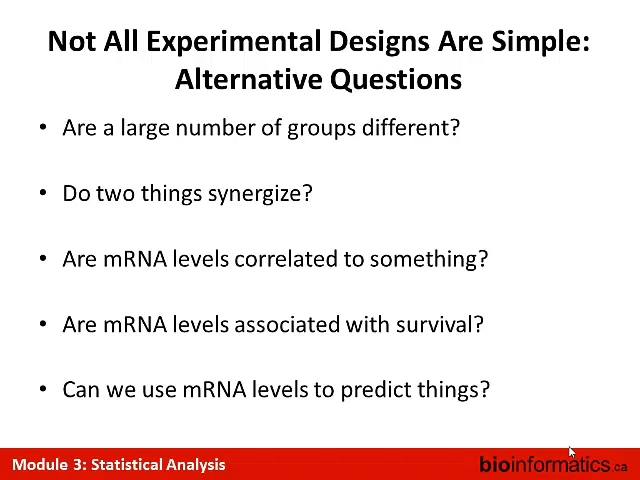 Not All Experimental Designs Are Simple:
Alternative Questions
• Are a large number of groups different?
• Do two things synergize?
• Are mRNA levels correlated to something?
• Are mRNA levels associated with survival?
• Can we use mRNA levels to predict things?
Module 3: Statistical Analysis
bioinformatics.ca